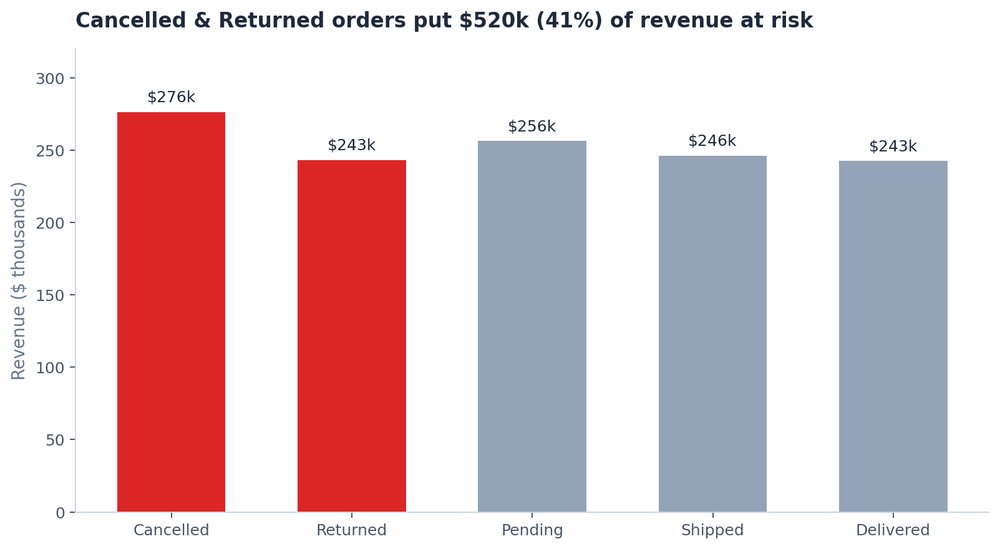 Cancelled & Returned orders put $520k (41%) of revenue at risk
Revenue ($ thousands)
300
250
200
150
100
50
0
$276k
$243k
$256k
$246k
$243k
Cancelled
Returned
Pending
Shipped
Delivered